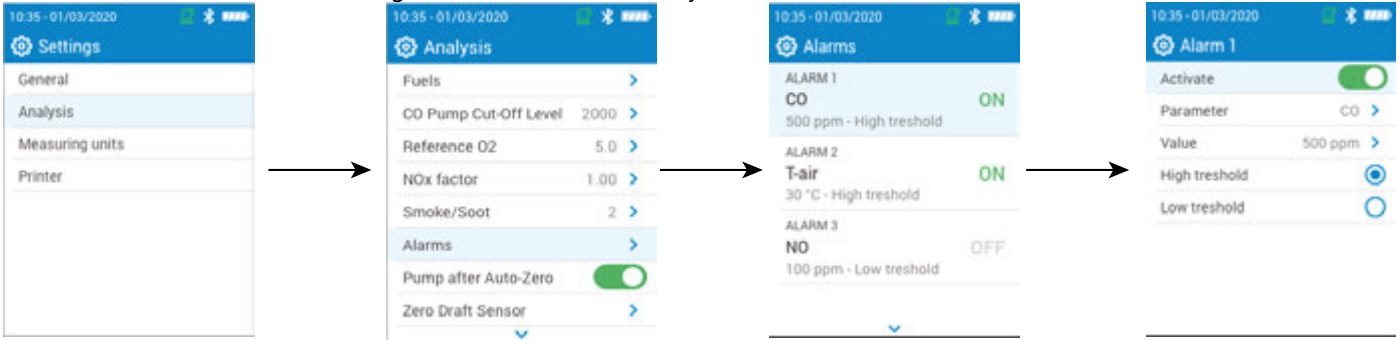 10:35 - 01/03/2020
Settings
General
Analysis
Measuring units
Printer
10:35 - 01/03/2020
Analysis
Fuels
CO Pump Cut-Off Level 2000
Reference O2 5.0
NOx factor 1.00
Smoke/Soot 2
Alarms
Pump after Auto-Zero
Zero Draft Sensor
10:35 - 01/03/2020
Alarms
ALARM 1
CO ON
500 ppm - High treshold
ALARM 2
T-air ON
30 °C - High treshold
ALARM 3
NO OFF
100 ppm - Low treshold
10:35 - 01/03/2020
Alarm 1
Activate
Parameter CO
Value 500 ppm
High treshold
Low treshold